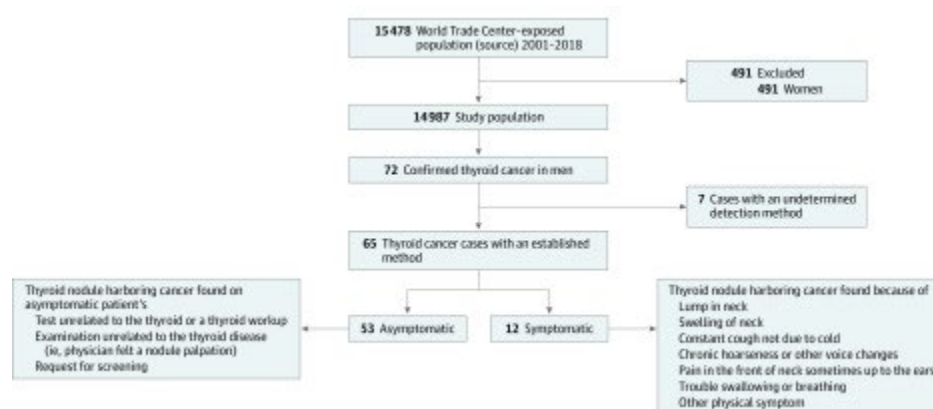 15478 World Trade Center-exposed
population (source) 2001-2018
491 Excluded
491 Women
14987 Study population
72 Confirmed thyroid cancer in men
7 Cases with an undetermined
detection method
65 Thyroid cancer cases with an established
method
Thyroid nodule harboring cancer found on
asymptomatic patient's
Test unrelated to the thyroid or a thyroid workup
Examination unrelated to the thyroid disease
(ie, physician felt a nodule palpation)
Request for screening
53 Asymptomatic
12 Symptomatic
Thyroid nodule harboring cancer found because of
Lump in neck
Swelling of neck
Constant cough not due to cold
Chronic hoarseness or other voice changes
Pain in the front of neck sometimes up to the ears
Trouble swallowing or breathing
Other physical symptom